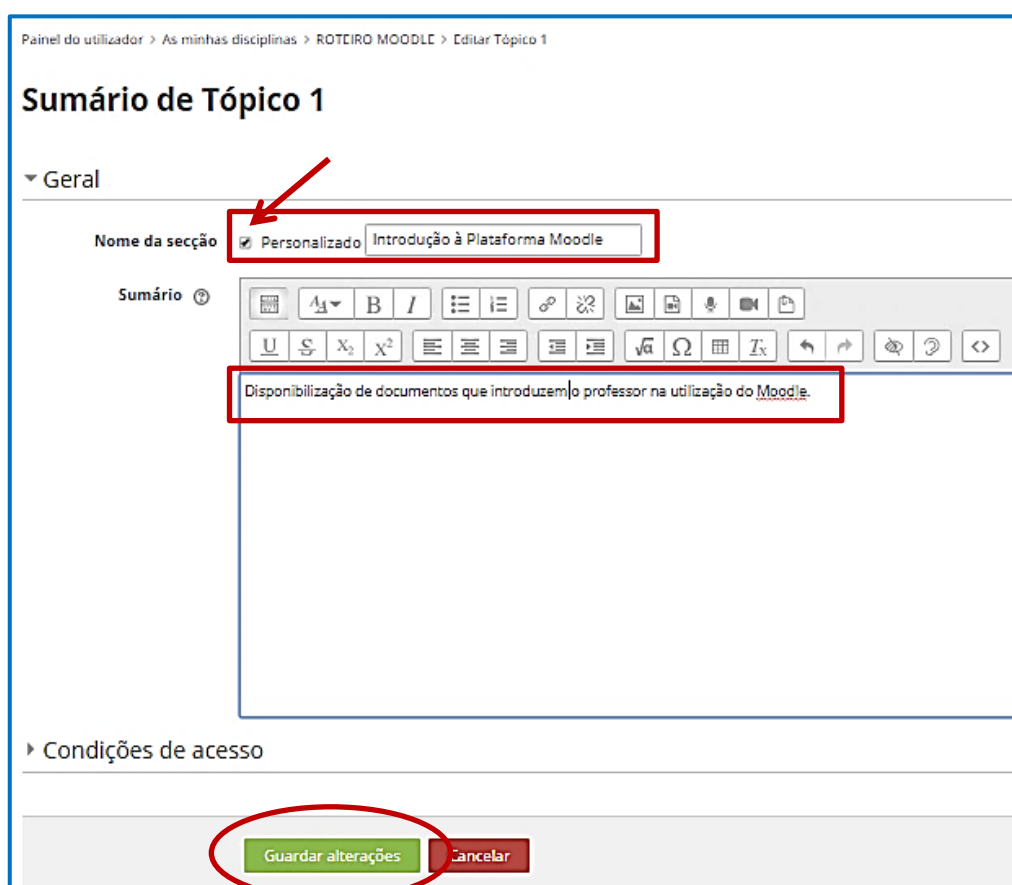 Painel do utilizador > As minhas disciplinas > ROTEIRO MOODLE > Editar Tópico 1
Sumário de Tópico 1
Geral
Nome da secção Personalizado Introdução à Plataforma Moodle
Sumário
Disponibilização de documentos que introduzem o professor na utilização do Moodle.
Condições de acesso
Guardar alterações Cancelar